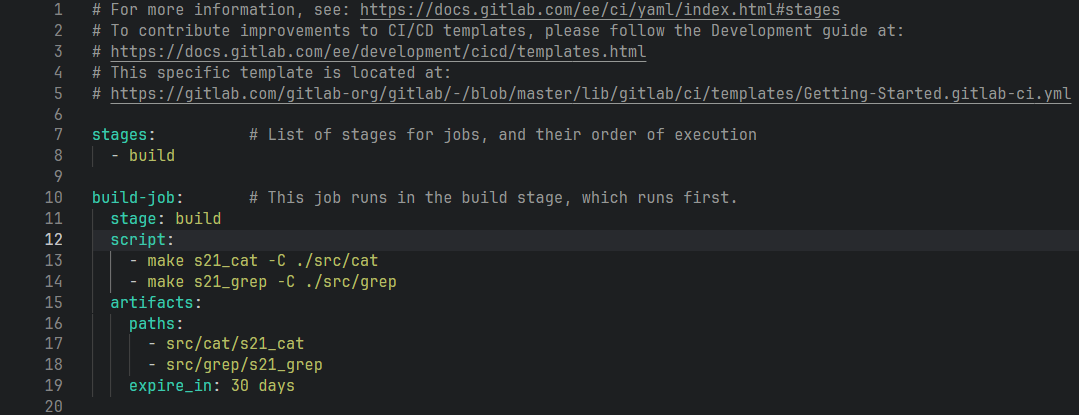 1 # For more information, see: https://docs.gitlab.com/ee/ci/yaml/index.html#stages
2 # To contribute improvements to CI/CD templates, please follow the Development guide at:
3 # https://docs.gitlab.com/ee/development/cicd/templates.html
4 # This specific template is located at:
5 # https://gitlab.com/gitlab-org/gitlab/-/blob/master/lib/gitlab/ci/templates/Getting-Started.gitlab-ci.yml
6
7 stages:          # List of stages for jobs, and their order of execution
8   - build
9
10 build-job:       # This job runs in the build stage, which runs first.
11   stage: build
12   script:
13     - make s21_cat -C ./src/cat
14     - make s21_grep -C ./src/grep
15   artifacts:
16     paths:
17       - src/cat/s21_cat
18       - src/grep/s21_grep
19     expire_in: 30 days
20